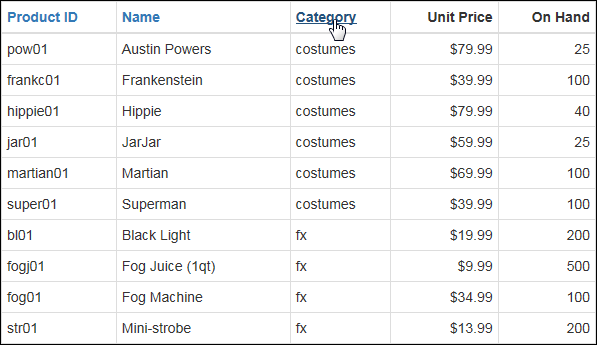 Product ID Name Category Unit Price On Hand
pow01 Austin Powers costumes $79.99 25
frankc01 Frankenstein costumes $39.99 100
hippie01 Hippie costumes $79.99 40
jar01 JarJar costumes $59.99 25
martian01 Martian costumes $69.99 100
super01 Superman costumes $39.99 100
bl01 Black Light fx $19.99 200
fogj01 Fog Juice (1qt) fx $9.99 500
fog01 Fog Machine fx $34.99 100
str01 Mini-strobe fx $13.99 200